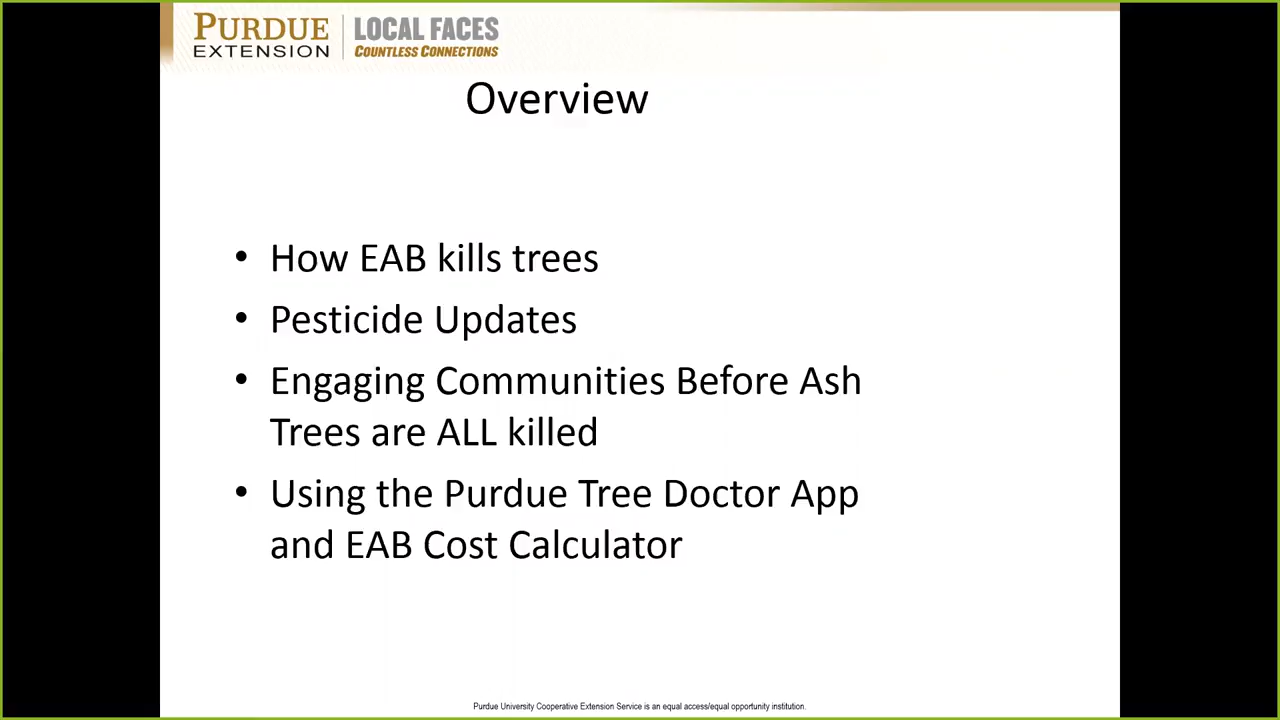 PURDUE
EXTENSION
LOCAL FACES
COUNTLESS CONNECTIONS
Overview
• How EAB kills trees
• Pesticide Updates
• Engaging Communities Before Ash
Trees are ALL killed
• Using the Purdue Tree Doctor App
and EAB Cost Calculator
Purdue University Cooperative Extension Service is an equal access/equal opportunity institution.